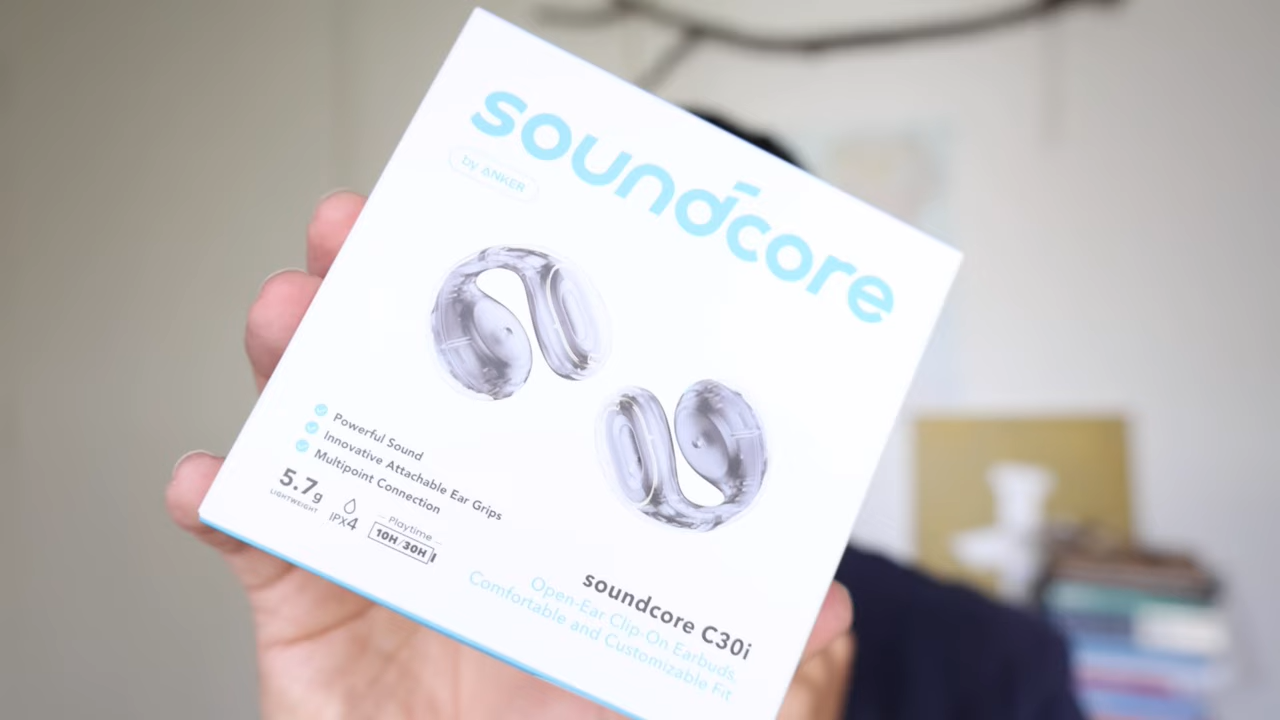 soundcore
by ANKER
Powerful Sound
Innovative Attachable Ear Grips
Multipoint Connection
5.7g
LIGHTWEIGHT
IPX4
Playtime
10H/30H
soundcore C30i
Open-Ear Clip-On Earbuds,
Comfortable and Customizable Fit